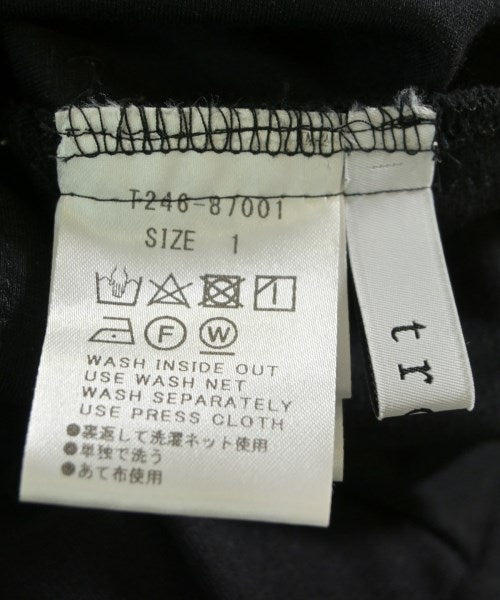 T246-87001
SIZE 1
F W
WASH INSIDE OUT
USE WASH NET
WASH SEPARATELY
USE PRESS CLOTH
●裏返して洗濯ネット使用
●単独で洗う
●あて布使用
tr